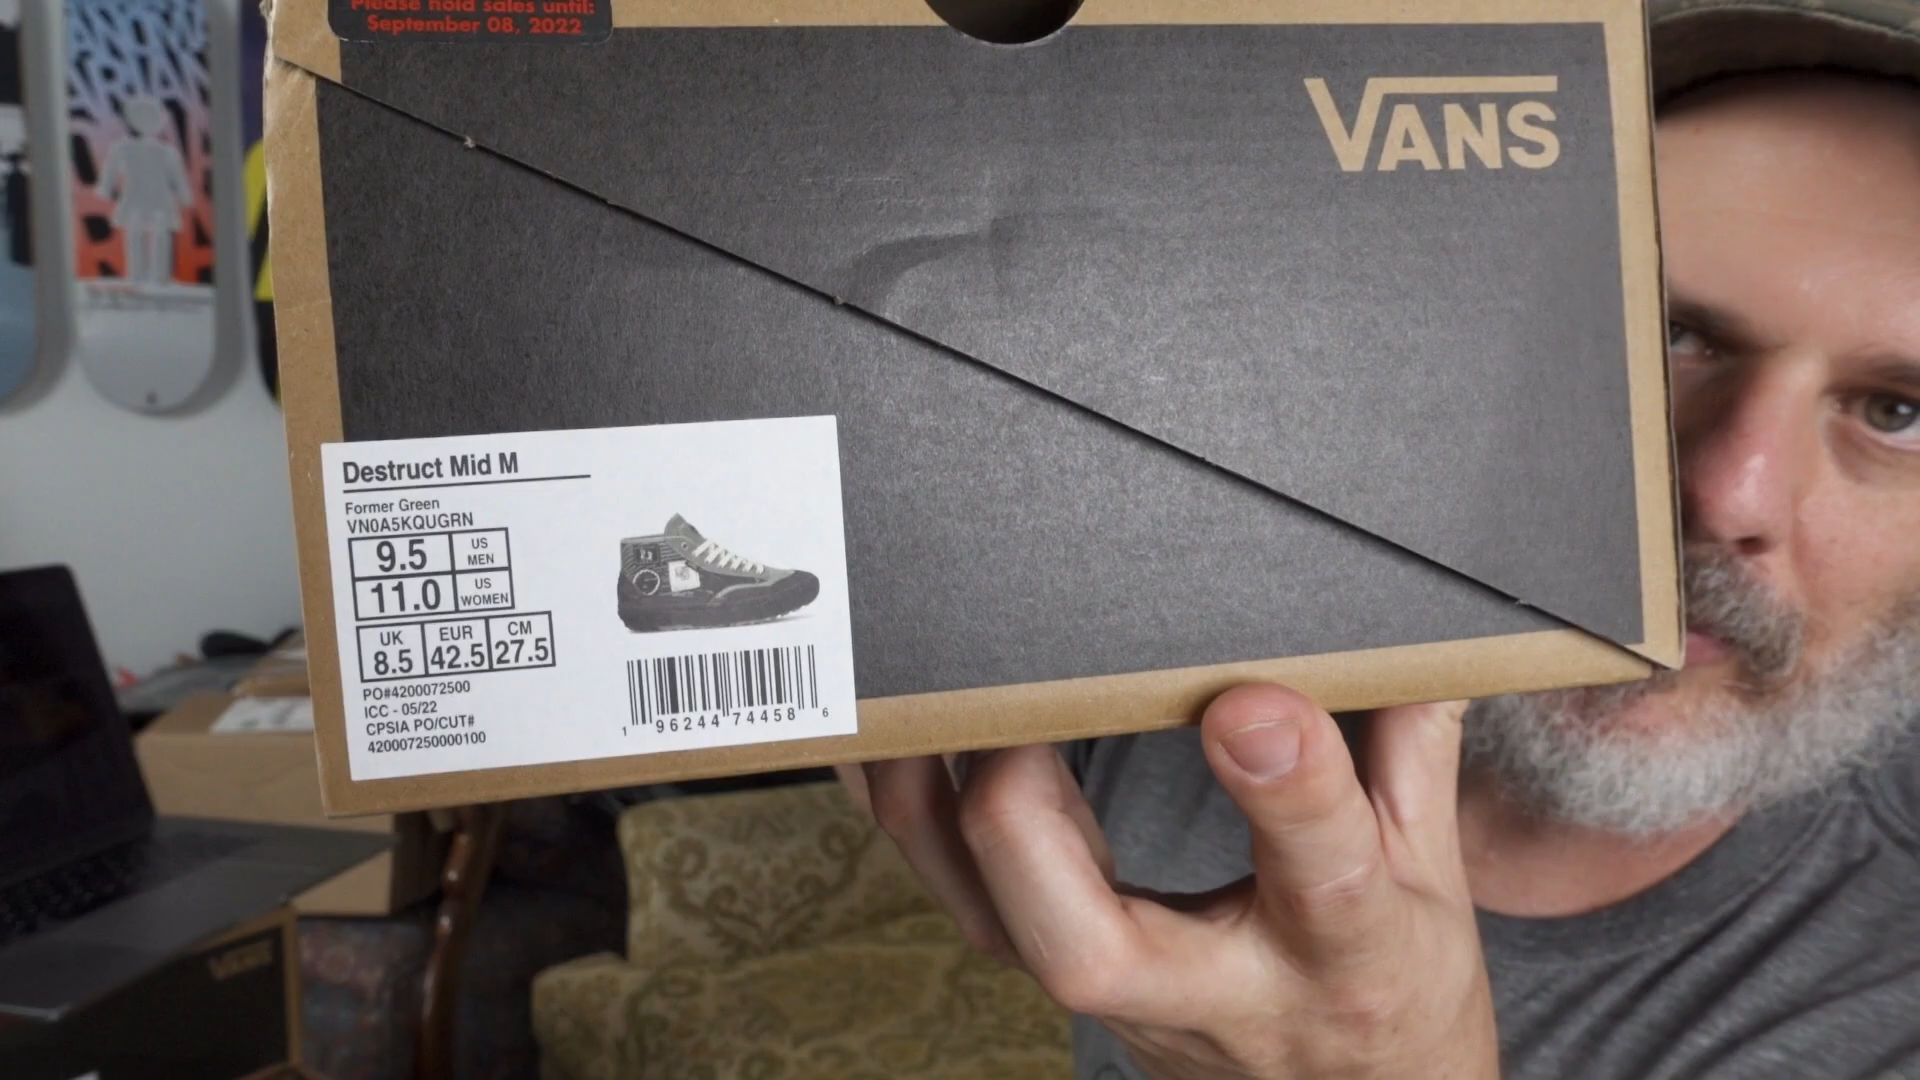 Please hold sales until:
September 08, 2022
VANS
Destruct Mid M
Former Green
VN0A5KQUGRN
9.5 US MEN
11.0 US WOMEN
UK EUR CM
8.5 42.5 27.5
PO#4200072500
ICC - 05/22
CPSIA PO/CUT#
420007250000100
1 96244 74458 6
VANS